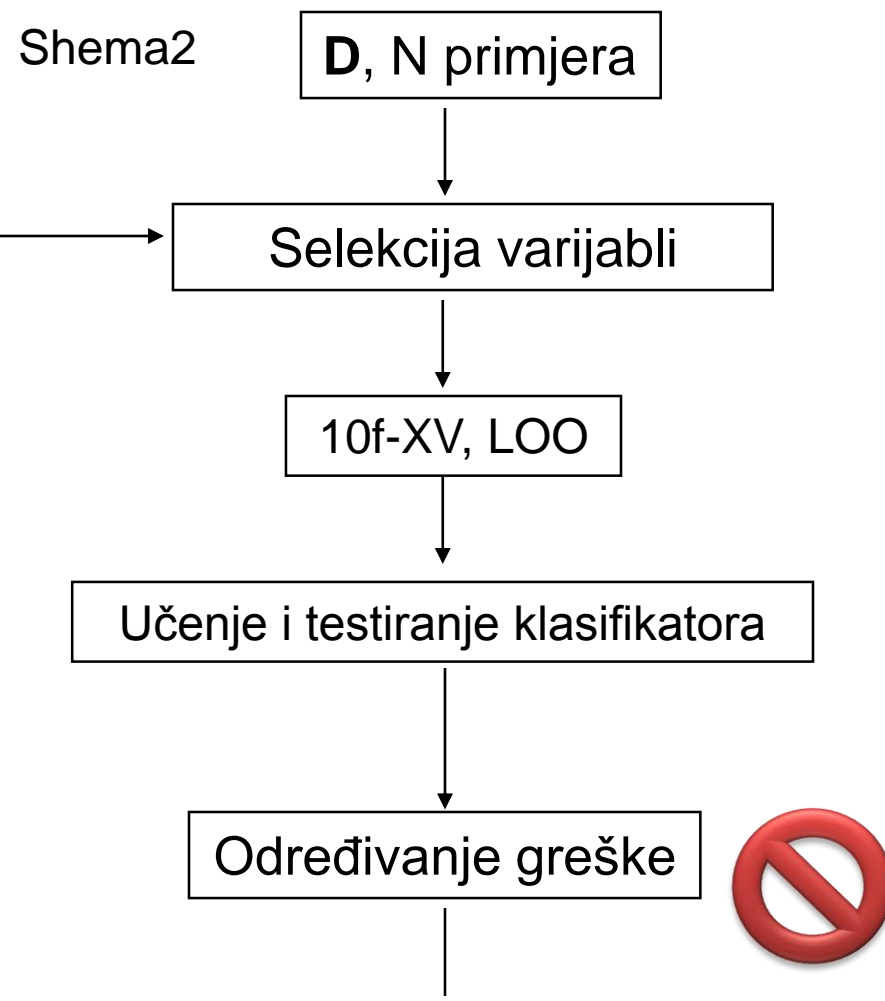 Shema2
D, N primjera
Selekcija varijabli
10f-XV, LOO
Učenje i testiranje klasifikatora
Određivanje greške